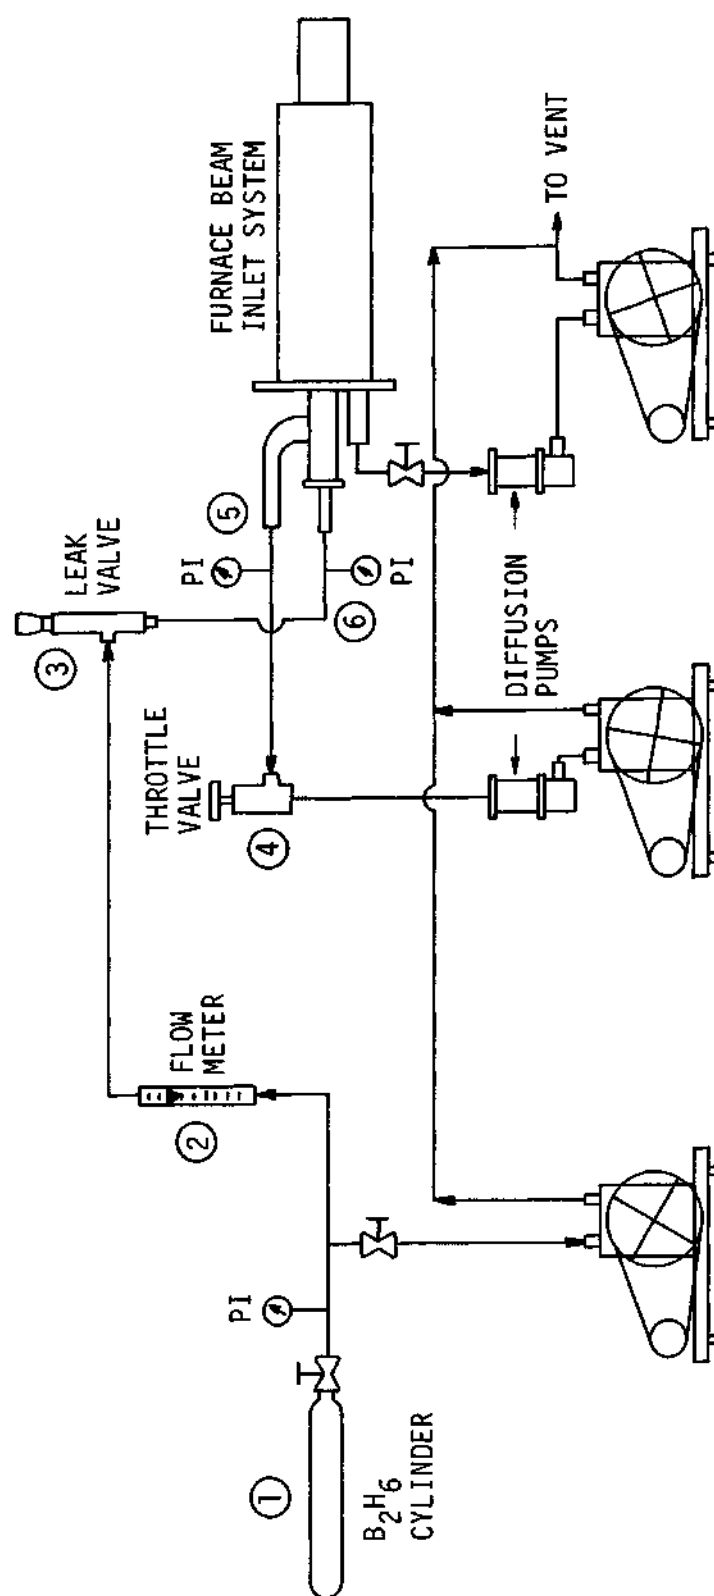 FURNACE BEAM
INLET SYSTEM
TO VENT
LEAK
VALVE
3
PI
5
PI
6
THROTTLE
VALVE
4
DIFFUSION
PUMPS
FLOW
METER
2
PI
1
B₂H₆
CYLINDER